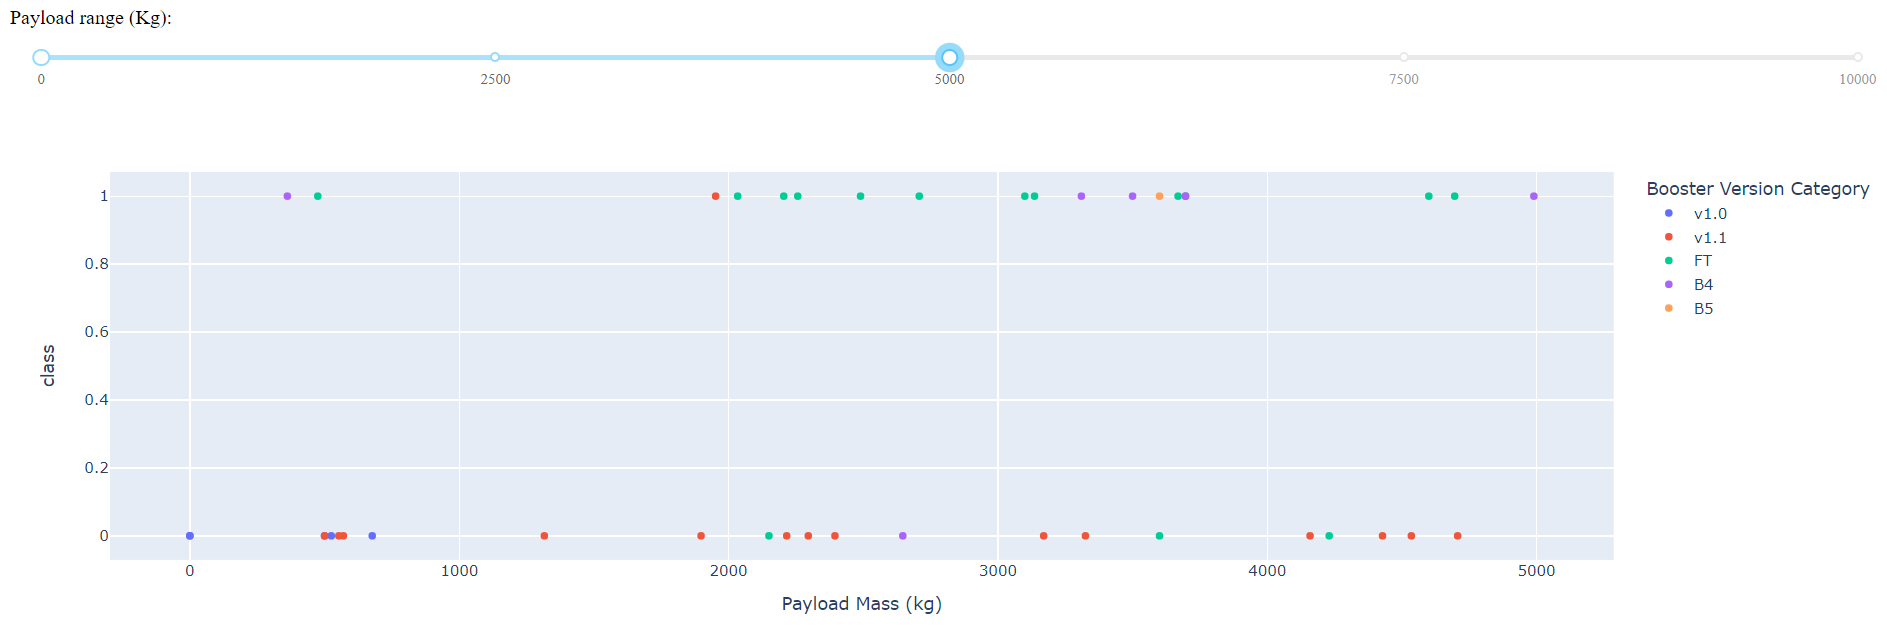 Payload range (Kg):
0 2500 5000 7500 10000
Booster Version Category
v1.0
v1.1
FT
B4
B5
1
0.8
0.6
0.4
0.2
0
class
0 1000 2000 3000 4000 5000
Payload Mass (kg)